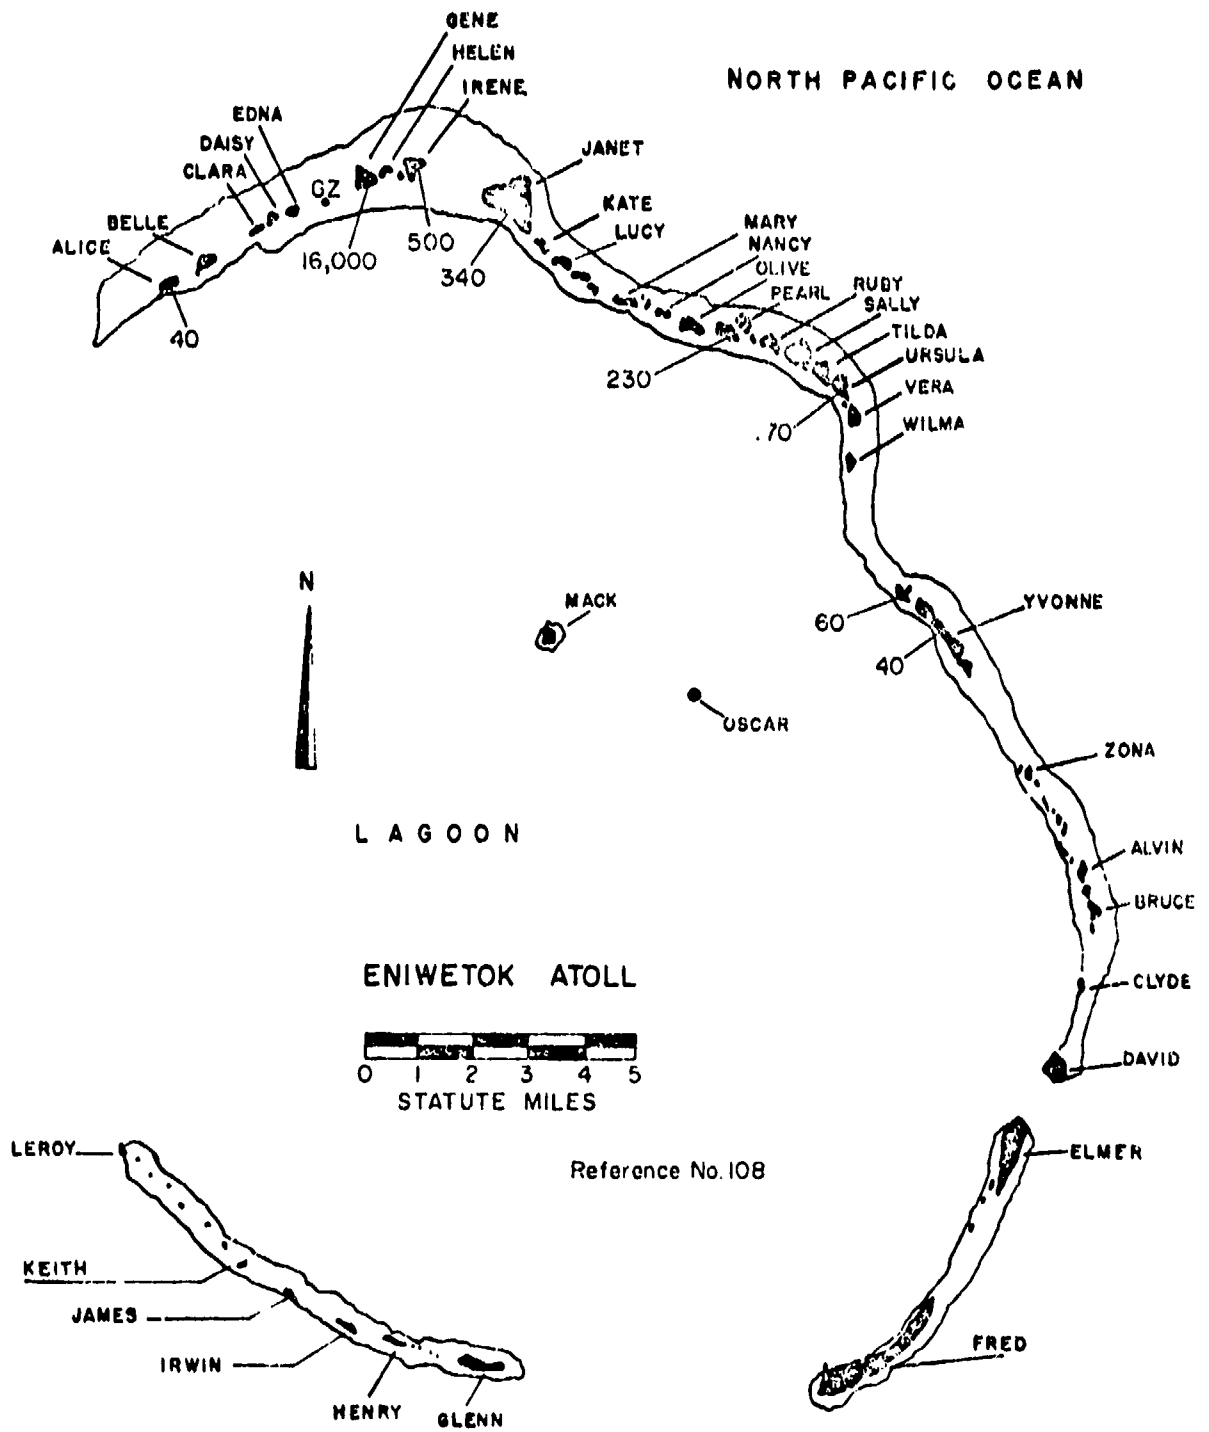 GENE
HELEN
IRENE
NORTH PACIFIC OCEAN
EDNA
DAISY
CLARA
JANET
GZ
KATE
BELLE
ALICE
LUCY
MARY
NANCY
OLIVE
PEARL
RUBY
SALLY
TILDA
URSULA
VERA
WILMA
500
16,000
340
40
230
.70
N
MACK
60
YVONNE
40
OSCAR
ZONA
LAGOON
ALVIN
BRUCE
ENIWETOK ATOLL
CLYDE
0 1 2 3 4 5
STATUTE MILES
DAVID
LEROY
Reference No. 108
ELMER
KEITH
JAMES
IRWIN
FRED
HENRY
GLENN